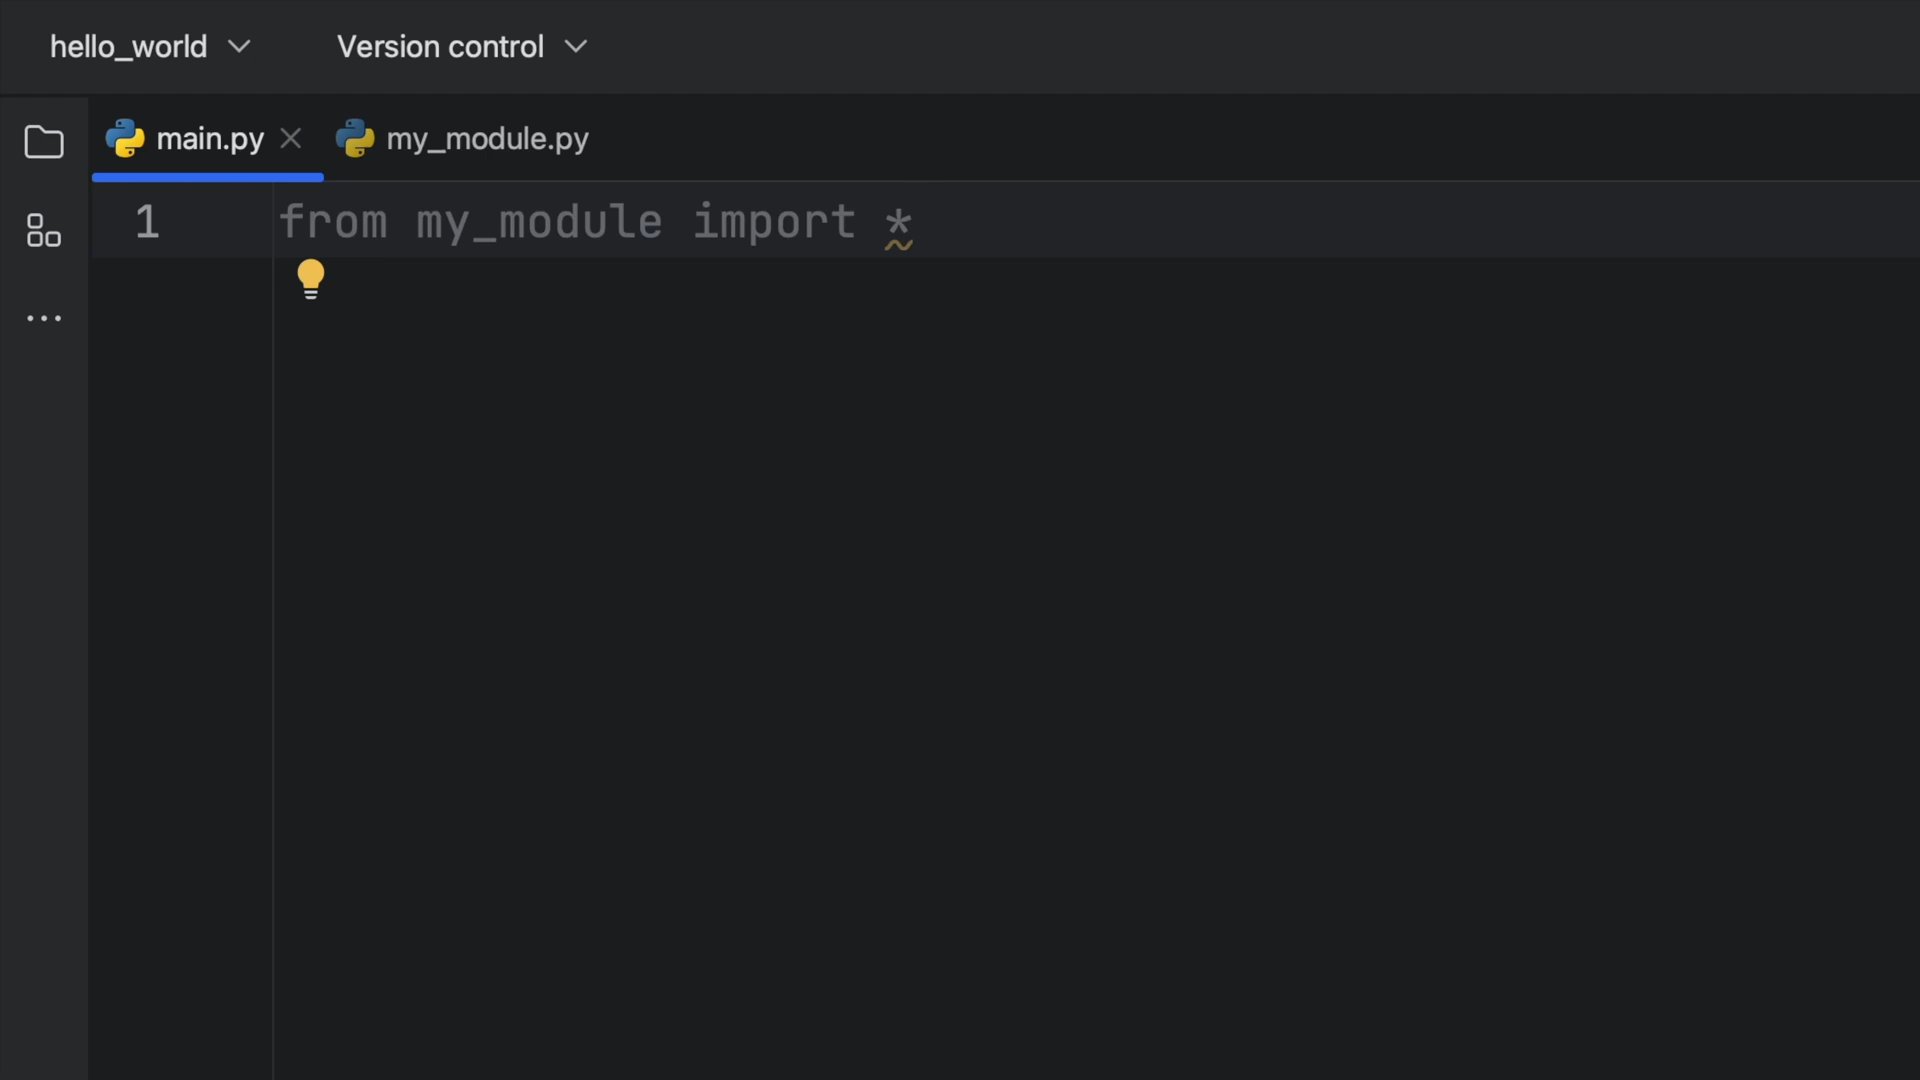 hello_world Version control
main.py my_module.py
1 from my_module import *